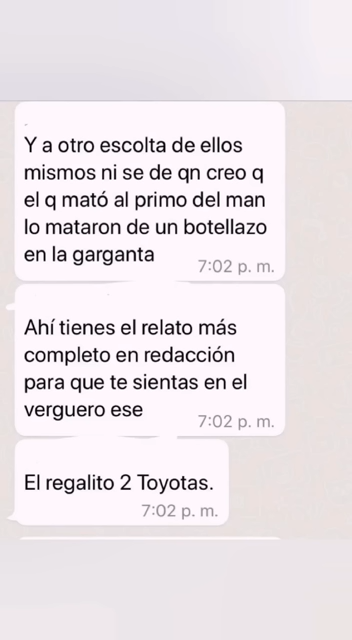 Y a otro escolta de ellos
mismos ni se de qn creo q
el q mató al primo del man
lo mataron de un botellazo
en la garganta
7:02 p. m.
Ahí tienes el relato más
completo en redacción
para que te sientas en el
verguero ese
7:02 p. m.
El regalito 2 Toyotas.
7:02 p. m.